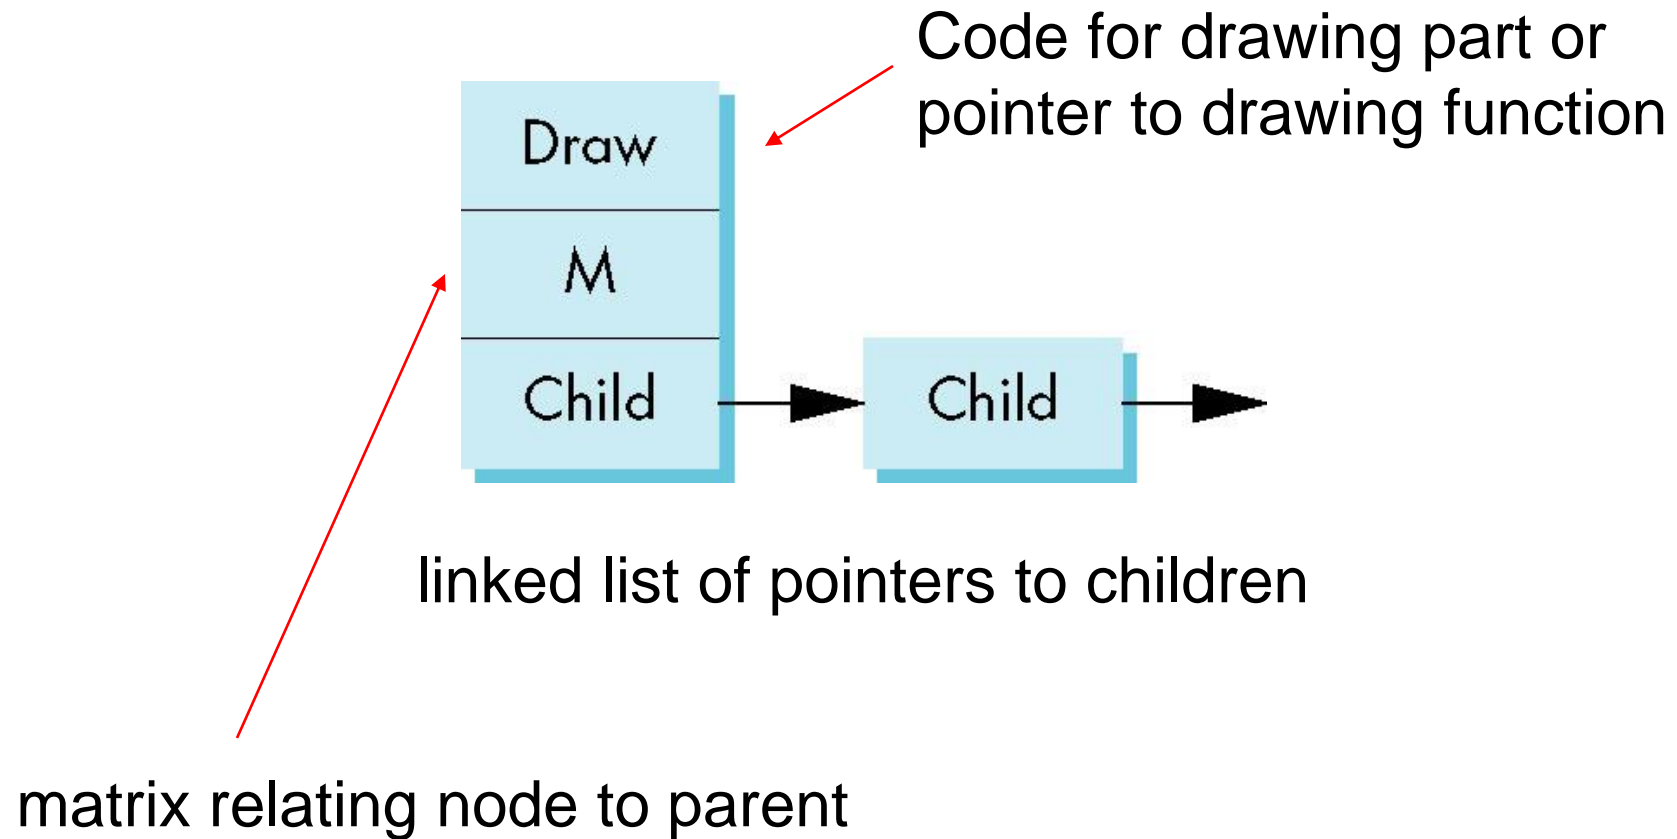 Code for drawing part or
pointer to drawing function
Draw
M
Child
Child
linked list of pointers to children
matrix relating node to parent